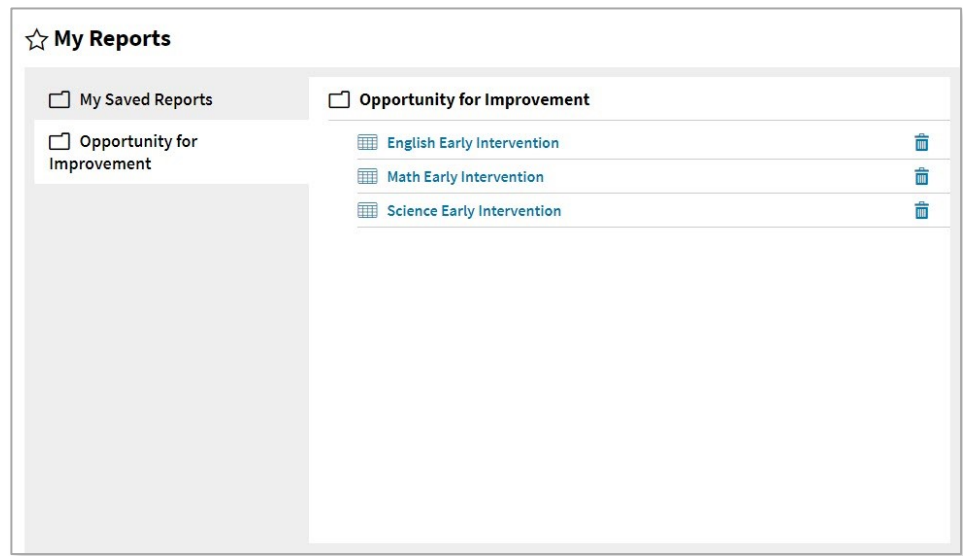 My Reports
My Saved Reports
Opportunity for
Improvement
Opportunity for Improvement
English Early Intervention
Math Early Intervention
Science Early Intervention